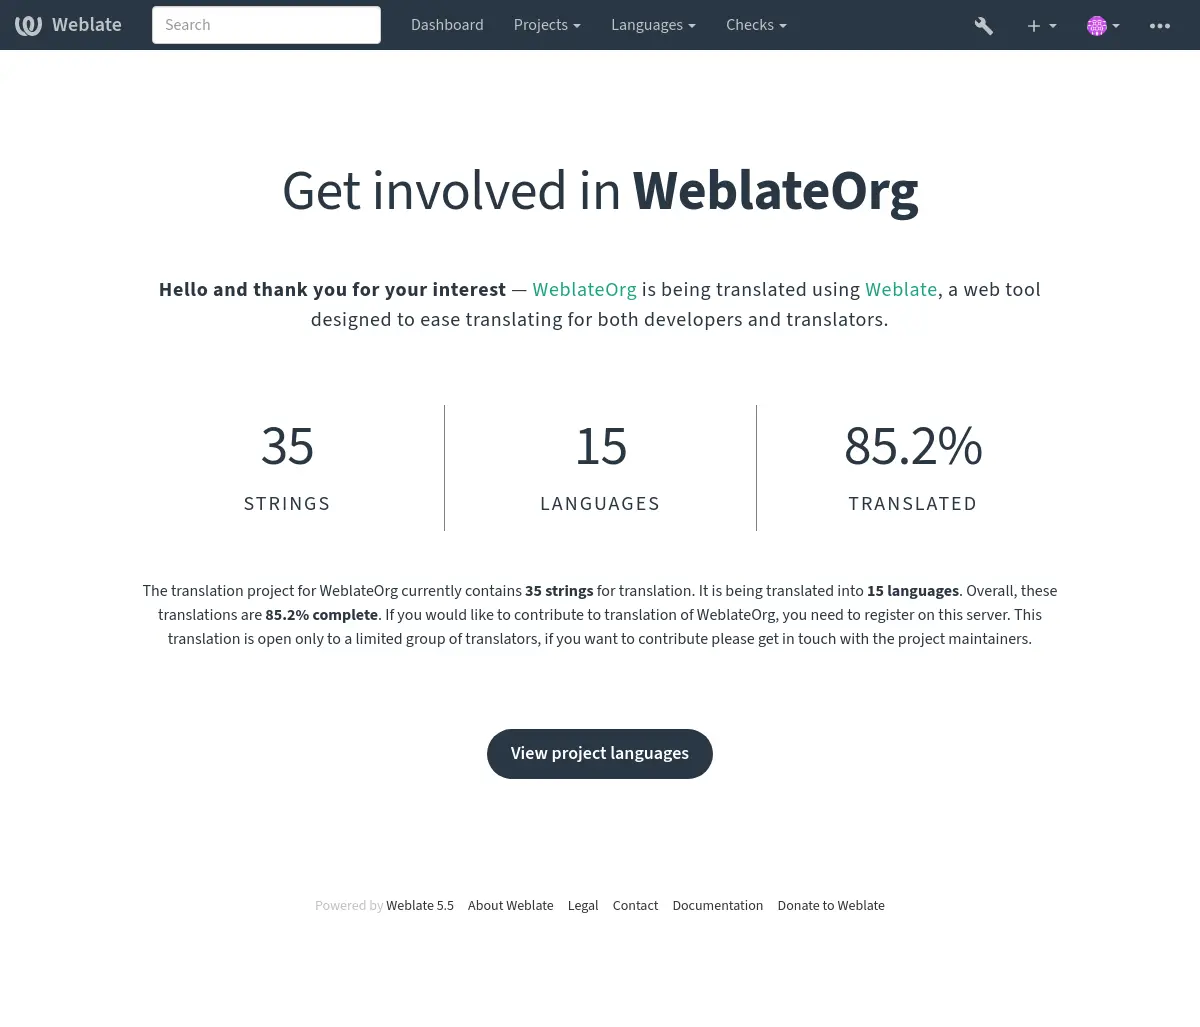 Weblate
Search
Dashboard
Projects
Languages
Checks
Get involved in WeblateOrg
Hello and thank you for your interest — WeblateOrg is being translated using Weblate, a web tool
designed to ease translating for both developers and translators.
35
STRINGS
15
LANGUAGES
85.2%
TRANSLATED
The translation project for WeblateOrg currently contains 35 strings for translation. It is being translated into 15 languages. Overall, these
translations are 85.2% complete. If you would like to contribute to translation of WeblateOrg, you need to register on this server. This
translation is open only to a limited group of translators, if you want to contribute please get in touch with the project maintainers.
View project languages
Powered by Weblate 5.5 About Weblate Legal Contact Documentation Donate to Weblate